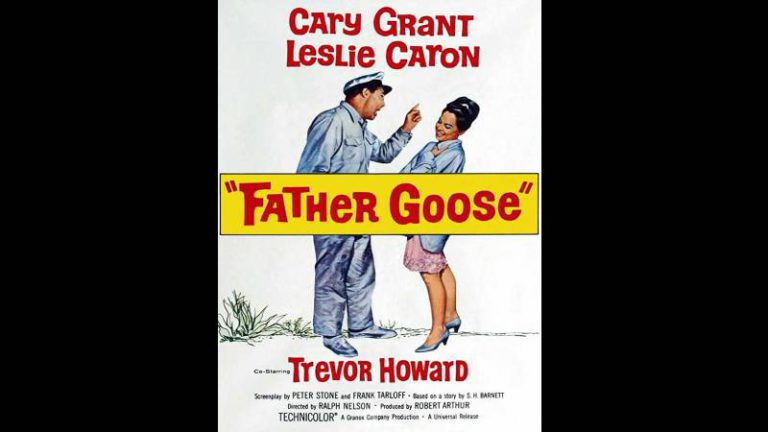 CARY GRANT
LESLIE CARON
"FATHER GOOSE"
Co-Starring TREVOR HOWARD
Screenplay by PETER STONE and FRANK TARLOFF · Based on a story by S. H. BARNETT
Directed by RALPH NELSON · Produced by ROBERT ARTHUR
TECHNICOLOR® A Granox Company Production · A Universal Release